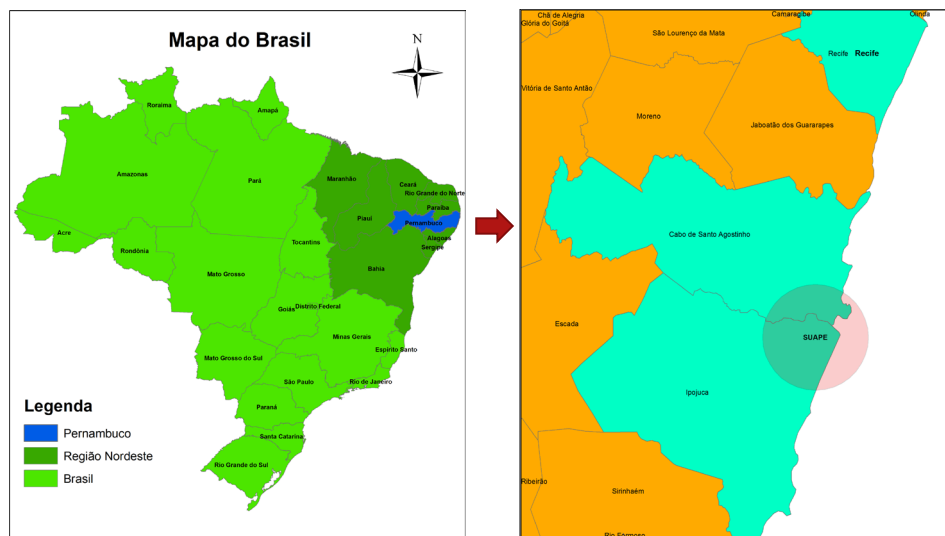 Mapa do Brasil
N
Roraima
Amapá
Amazonas
Pará
Maranhão
Ceará
Rio Grande do Norte
Paraíba
Piauí
Pernambuco
Acre
Alagoas
Tocantins
Sergipe
Rondônia
Bahia
Mato Grosso
Distrito Federal
Goiás
Minas Gerais
Espírito Santo
Mato Grosso do Sul
São Paulo
Rio de Janeiro
Paraná
Santa Catarina
Rio Grande do Sul
Legenda
Pernambuco
Região Nordeste
Brasil
Chã de Alegria
Camaragibe
Olinda
Glória do Goitá
São Lourenço da Mata
Recife Recife
Vitória de Santo Antão
Moreno
Jaboatão dos Guararapes
Cabo de Santo Agostinho
Escada
SUAPE
Ipojuca
Ribeirão
Sirinhaém
Rio Formoso